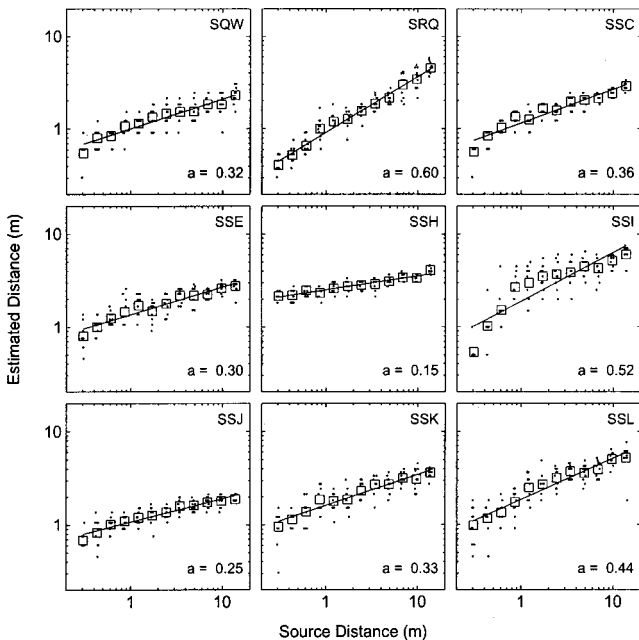 SQW SRQ SSC
10
1
a = 0.32 a = 0.60 a = 0.36
SSE SSH SSI
10
1
a = 0.30 a = 0.15 a = 0.52
SSJ SSK SSL
10
1
a = 0.25 a = 0.33 a = 0.44
1 10 1 10 1 10
Estimated Distance (m)
Source Distance (m)